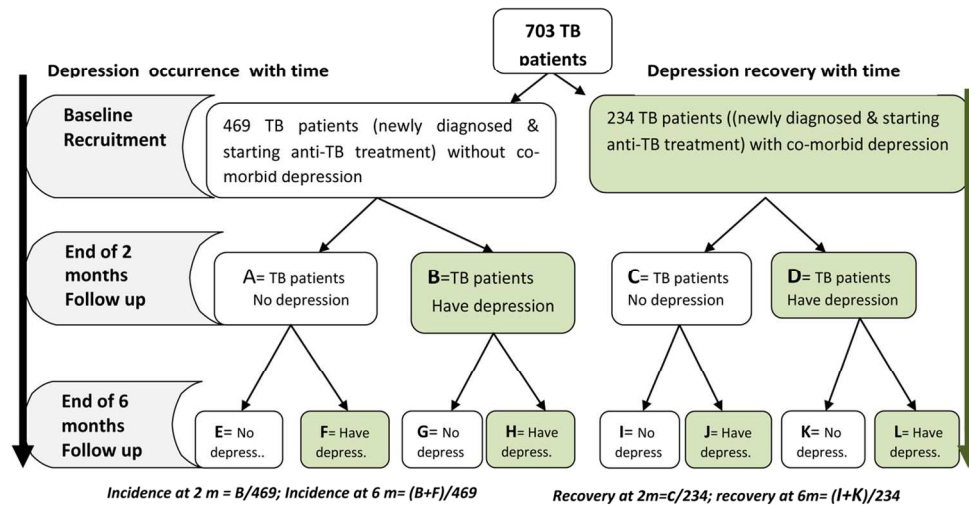 703 TB
patients
Depression occurrence with time
Depression recovery with time
Baseline
Recruitment
469 TB patients (newly diagnosed &
starting anti-TB treatment) without co-
morbid depression
234 TB patients ((newly diagnosed & starting
anti-TB treatment) with co-morbid depression
End of 2
months
Follow up
A= TB patients
No depression
B=TB patients
Have depression
C= TB patients
No depression
D= TB patients
Have depression
End of 6
months
Follow up
E= No
depress..
F= Have
depress.
G= No
depress.
H= Have
depress.
I= No
depress
J= Have
depress.
K= No
depress.
L= Have
depress.
Incidence at 2 m = B/469; Incidence at 6 m= (B+F)/469
Recovery at 2m=c/234; recovery at 6m= (I+K)/234